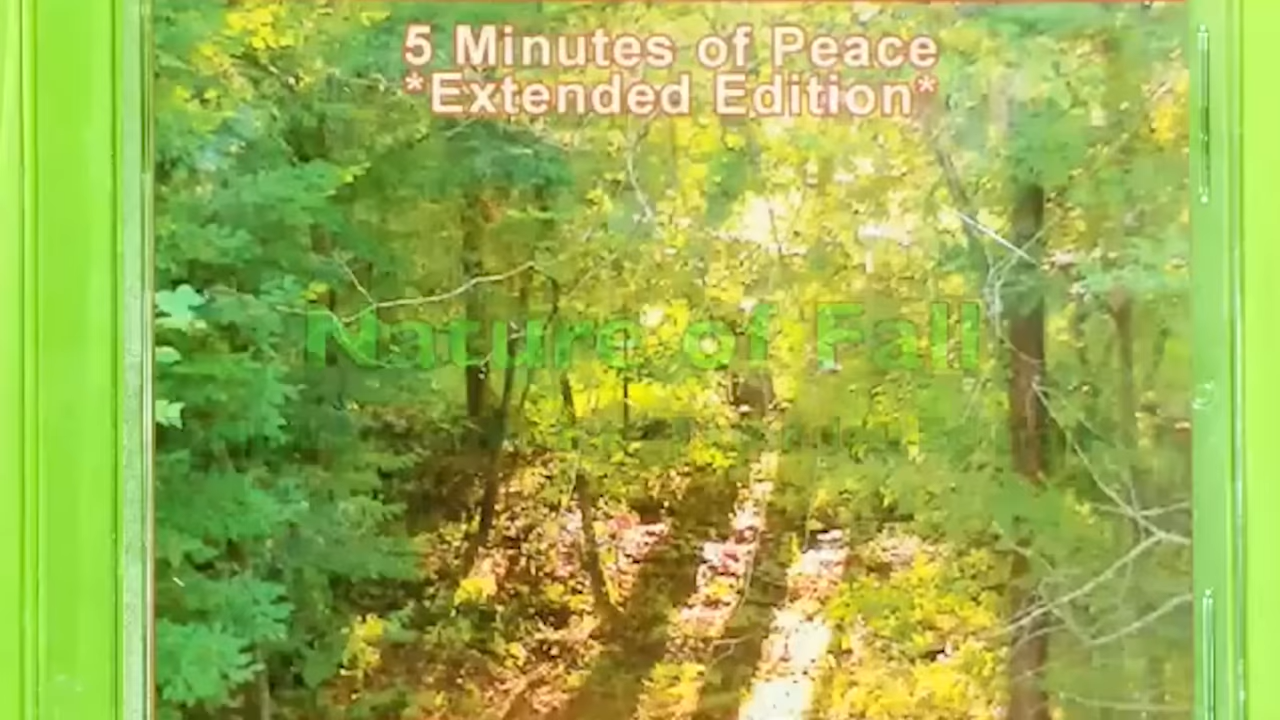 5 Minutes of Peace
*Extended Edition*
Nature of Fall